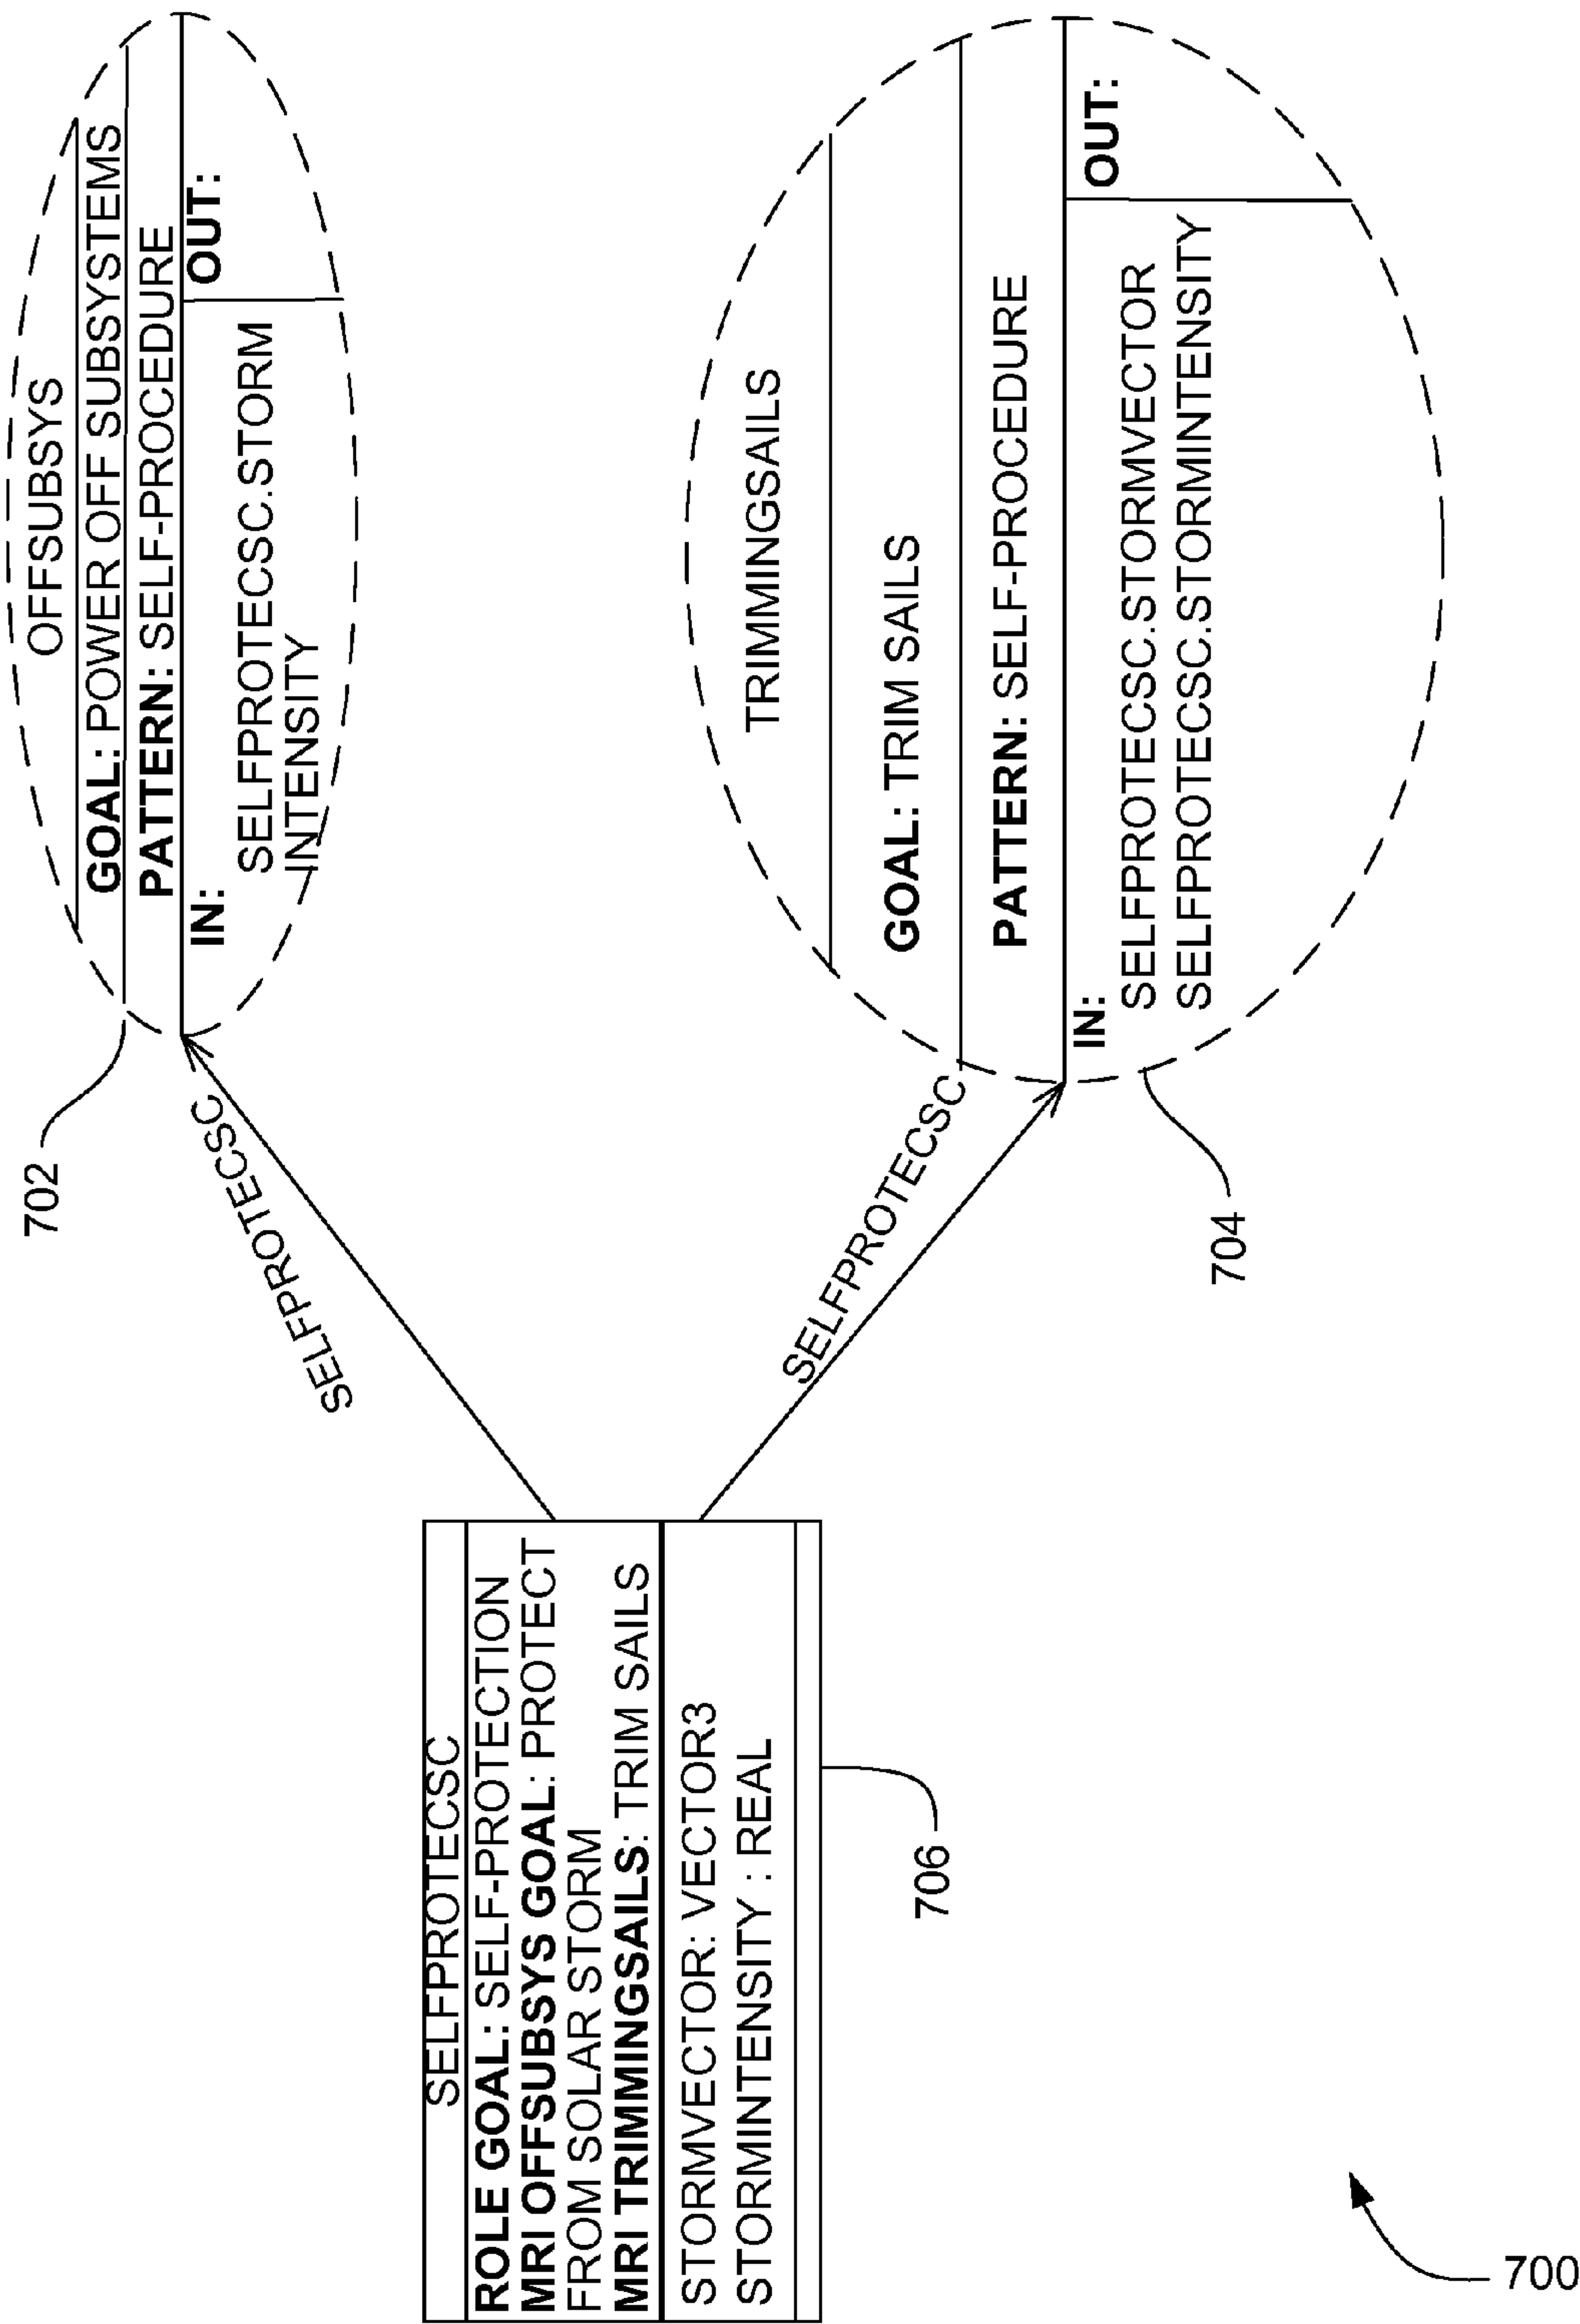 OFFSUBSYS
GOAL: POWER OFF SUBSYSTEMS
PATTERN: SELF-PROCEDURE
IN:
OUT:
SELFPROTECSC.STORM
INTENSITY
702
SELFPROTECSC
SELFPROTECSC
ROLE GOAL: SELF-PROTECTION
MRI OFFSUBSYS GOAL: PROTECT
FROM SOLAR STORM
MRI TRIMMINGSAILS: TRIM SAILS
STORMVECTOR: VECTOR3
STORMINTENSITY : REAL
706
SELFPROTECSC
TRIMMINGSAILS
GOAL: TRIM SAILS
PATTERN: SELF-PROCEDURE
IN:
OUT:
SELFPROTECSC.STORMVECTOR
SELFPROTECSC.STORMINTENSITY
704
700